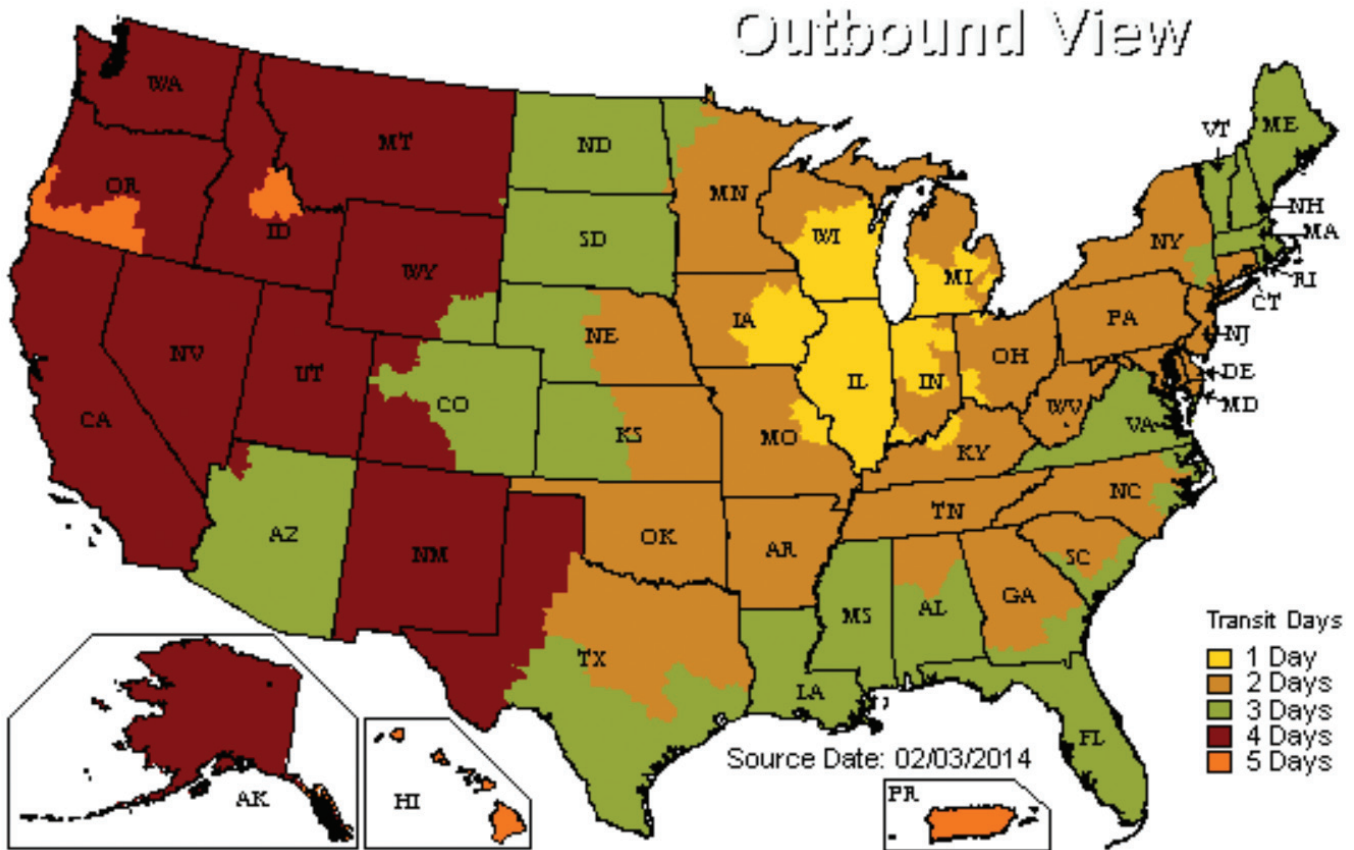 Outbound View
WA
MT
ND
MN
VT
ME
OR
ID
SD
WI
MI
NY
NH
MA
WY
RI
CT
NE
IA
PA
NV
UT
CO
IL
IN
OH
NJ
DE
MD
CA
KS
MO
WV
VA
KY
AZ
NM
OK
AR
TN
NC
SC
MS
AL
GA
TX
LA
FL
Transit Days
1 Day
2 Days
3 Days
4 Days
5 Days
Source Date: 02/03/2014
AK
HI
PR